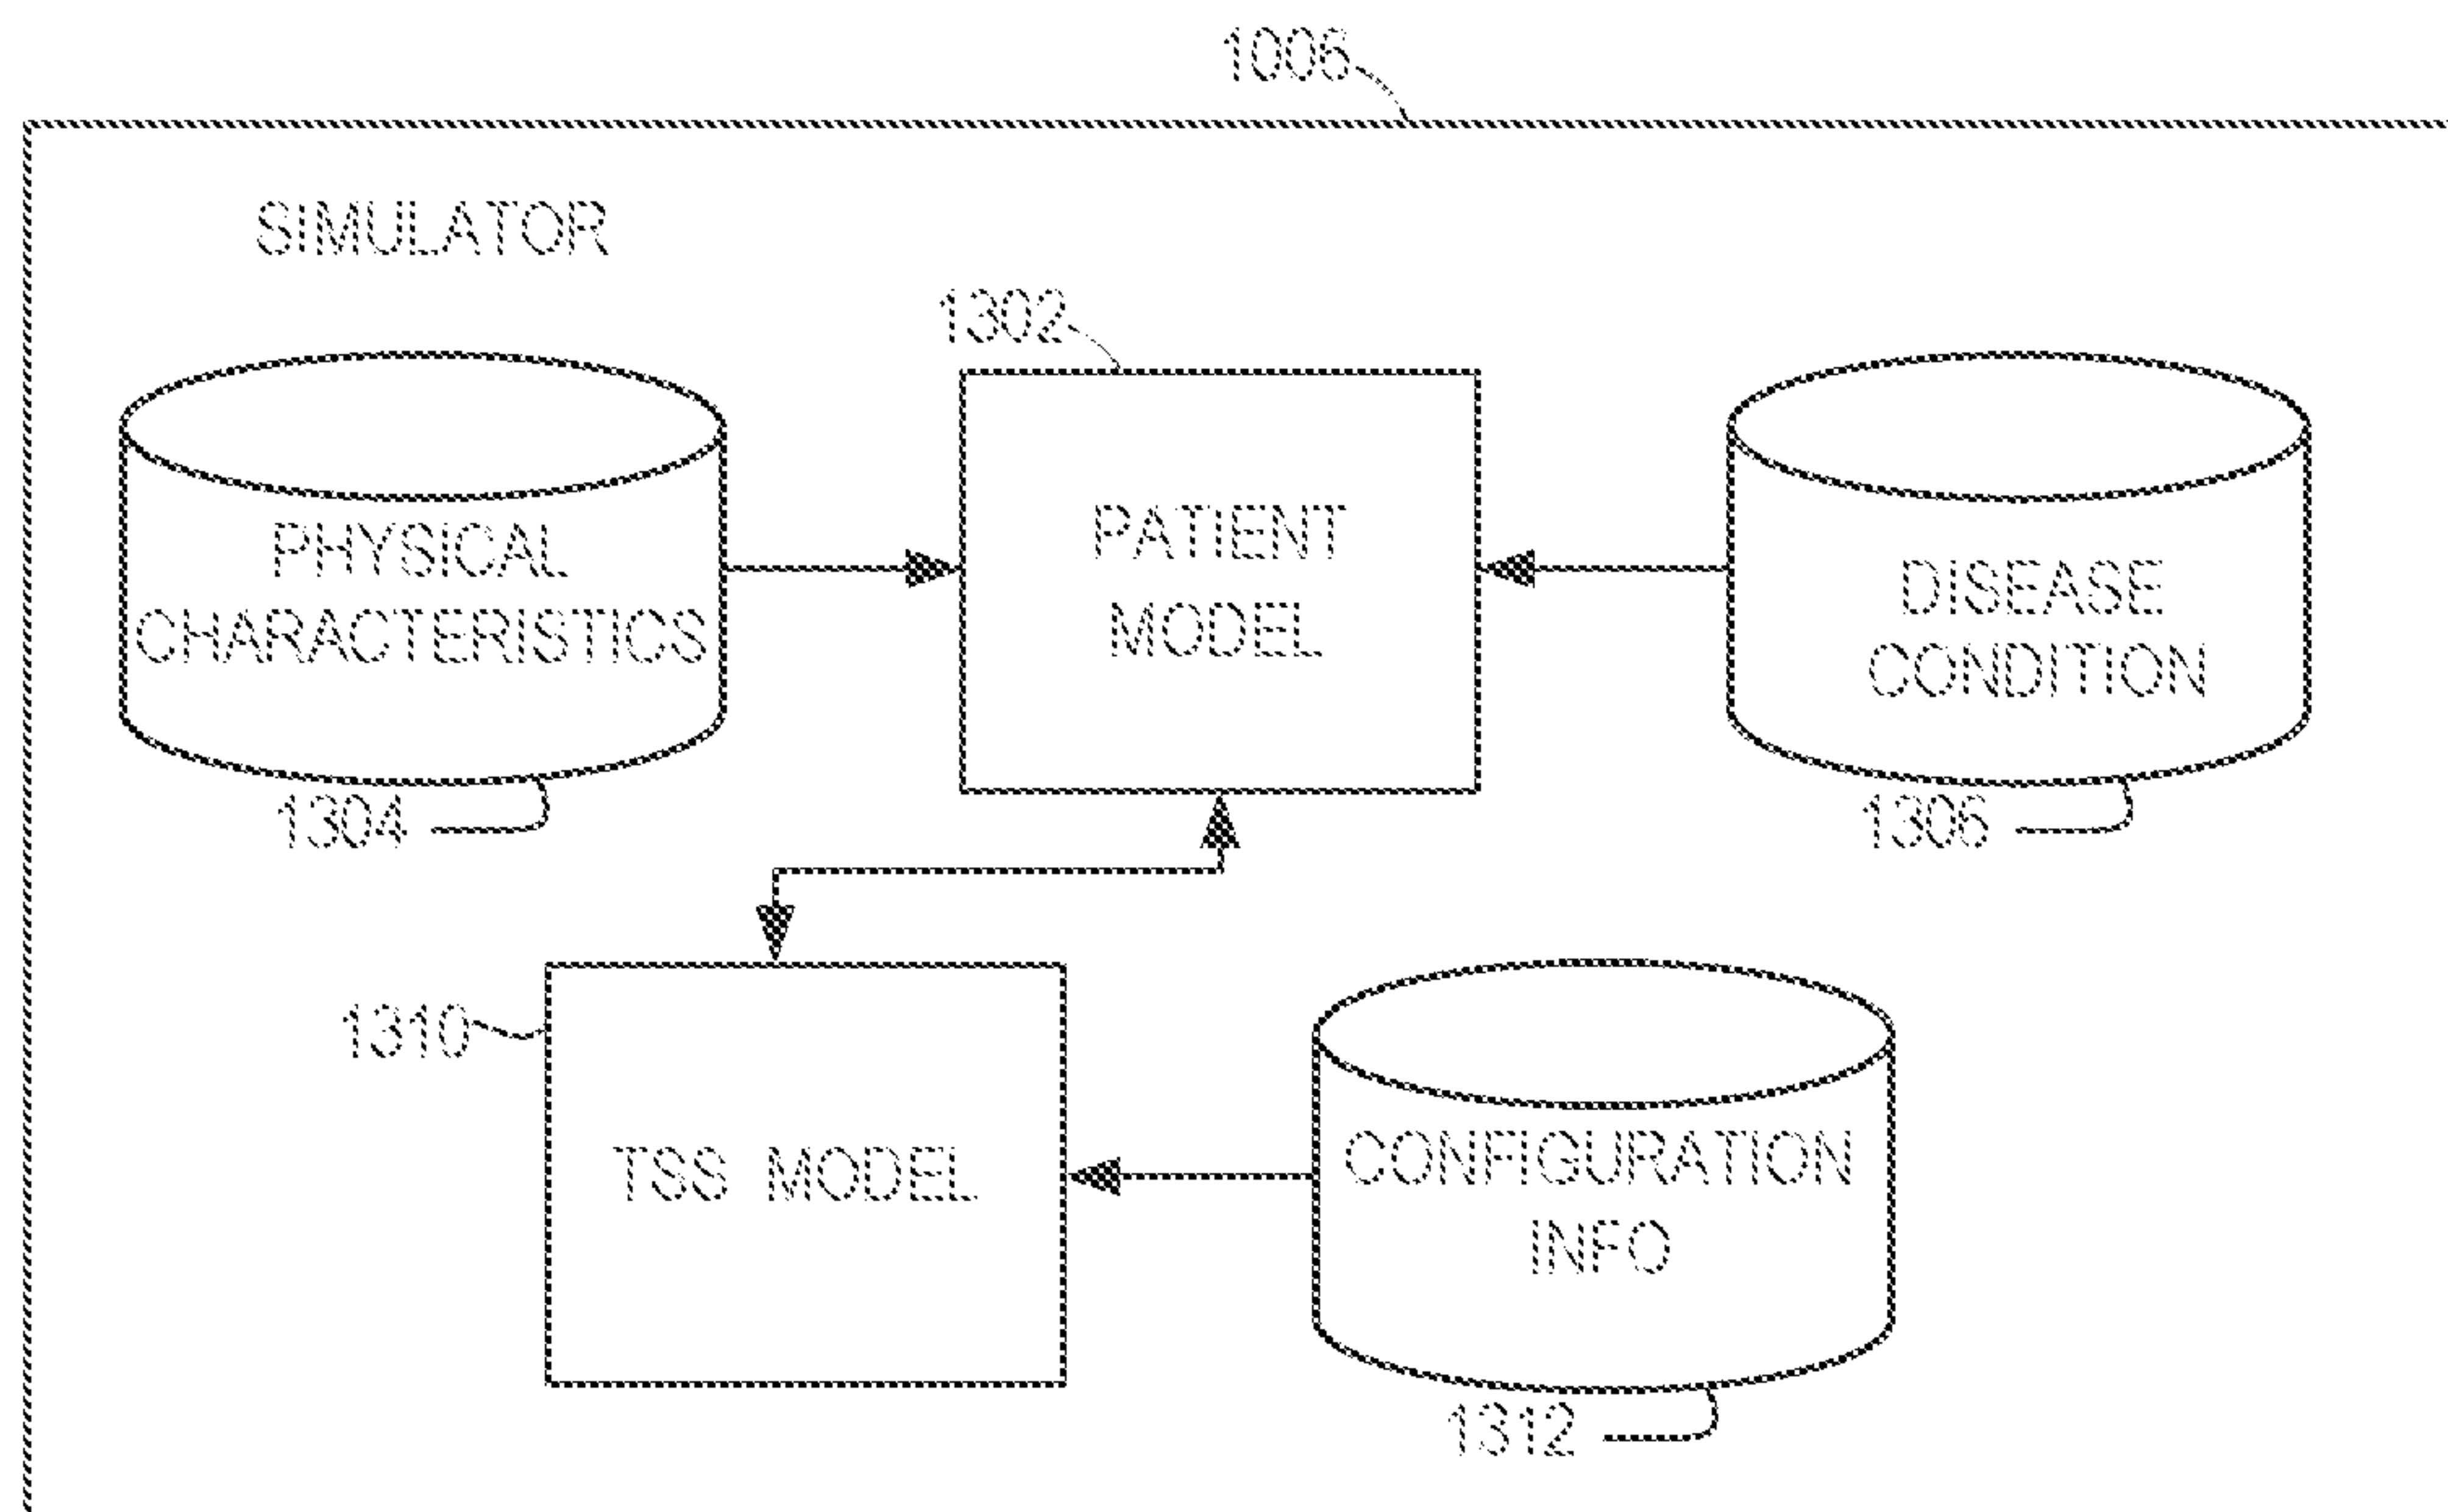 1006
SIMULATOR
1302
PHYSICAL
CHARACTERISTICS
PATIENT
MODEL
DISEASE
CONDITION
1304
1306
1310
TSS MODEL
CONFIGURATION
INFO
1312